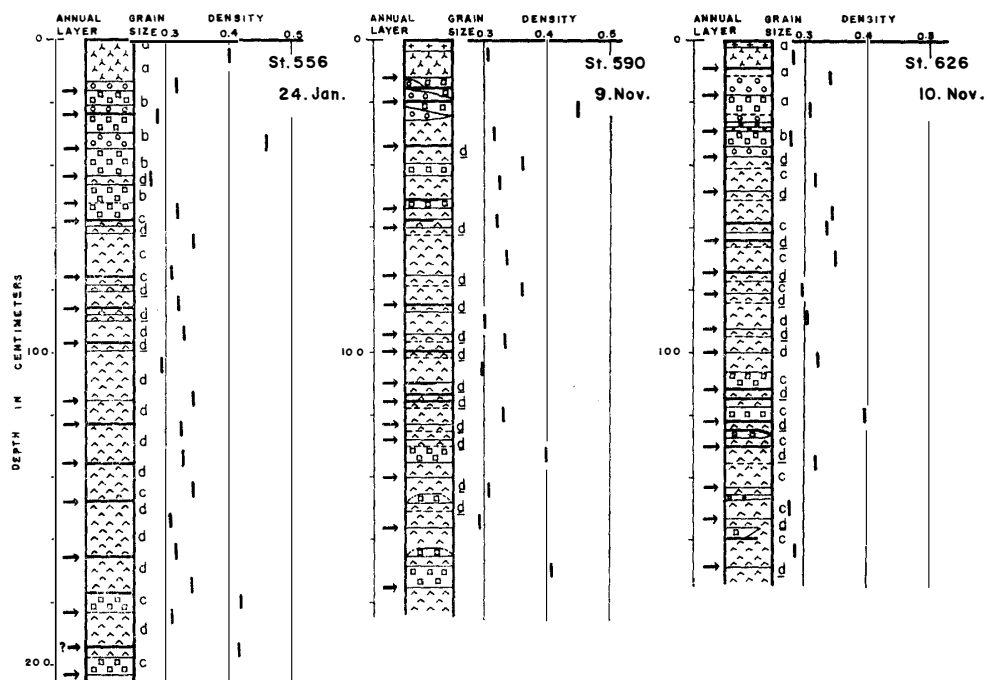 ANNUAL GRAIN DENSITY
LAYER SIZE 0.3 0.4 0.5
St. 556
24. Jan.
ANNUAL GRAIN DENSITY
LAYER SIZE 0.3 0.4 0.5
St. 590
9. Nov.
ANNUAL GRAIN DENSITY
LAYER SIZE 0.3 0.4 0.5
St. 626
10. Nov.
DEPTH IN CENTIMETERS
0
100
200
?
0
100
0
100
a
a
b
b
b
d
b
c
d
c
c
d
d
d
d
d
d
d
d
c
d
d
d
c
d
c
d
d
d
d
d
d
d
d
d
d
d
d
a
a
a
b
d
c
d
c
d
c
d
c
d
d
d
d
c
d
c
d
c
d
c
c
d
c
d